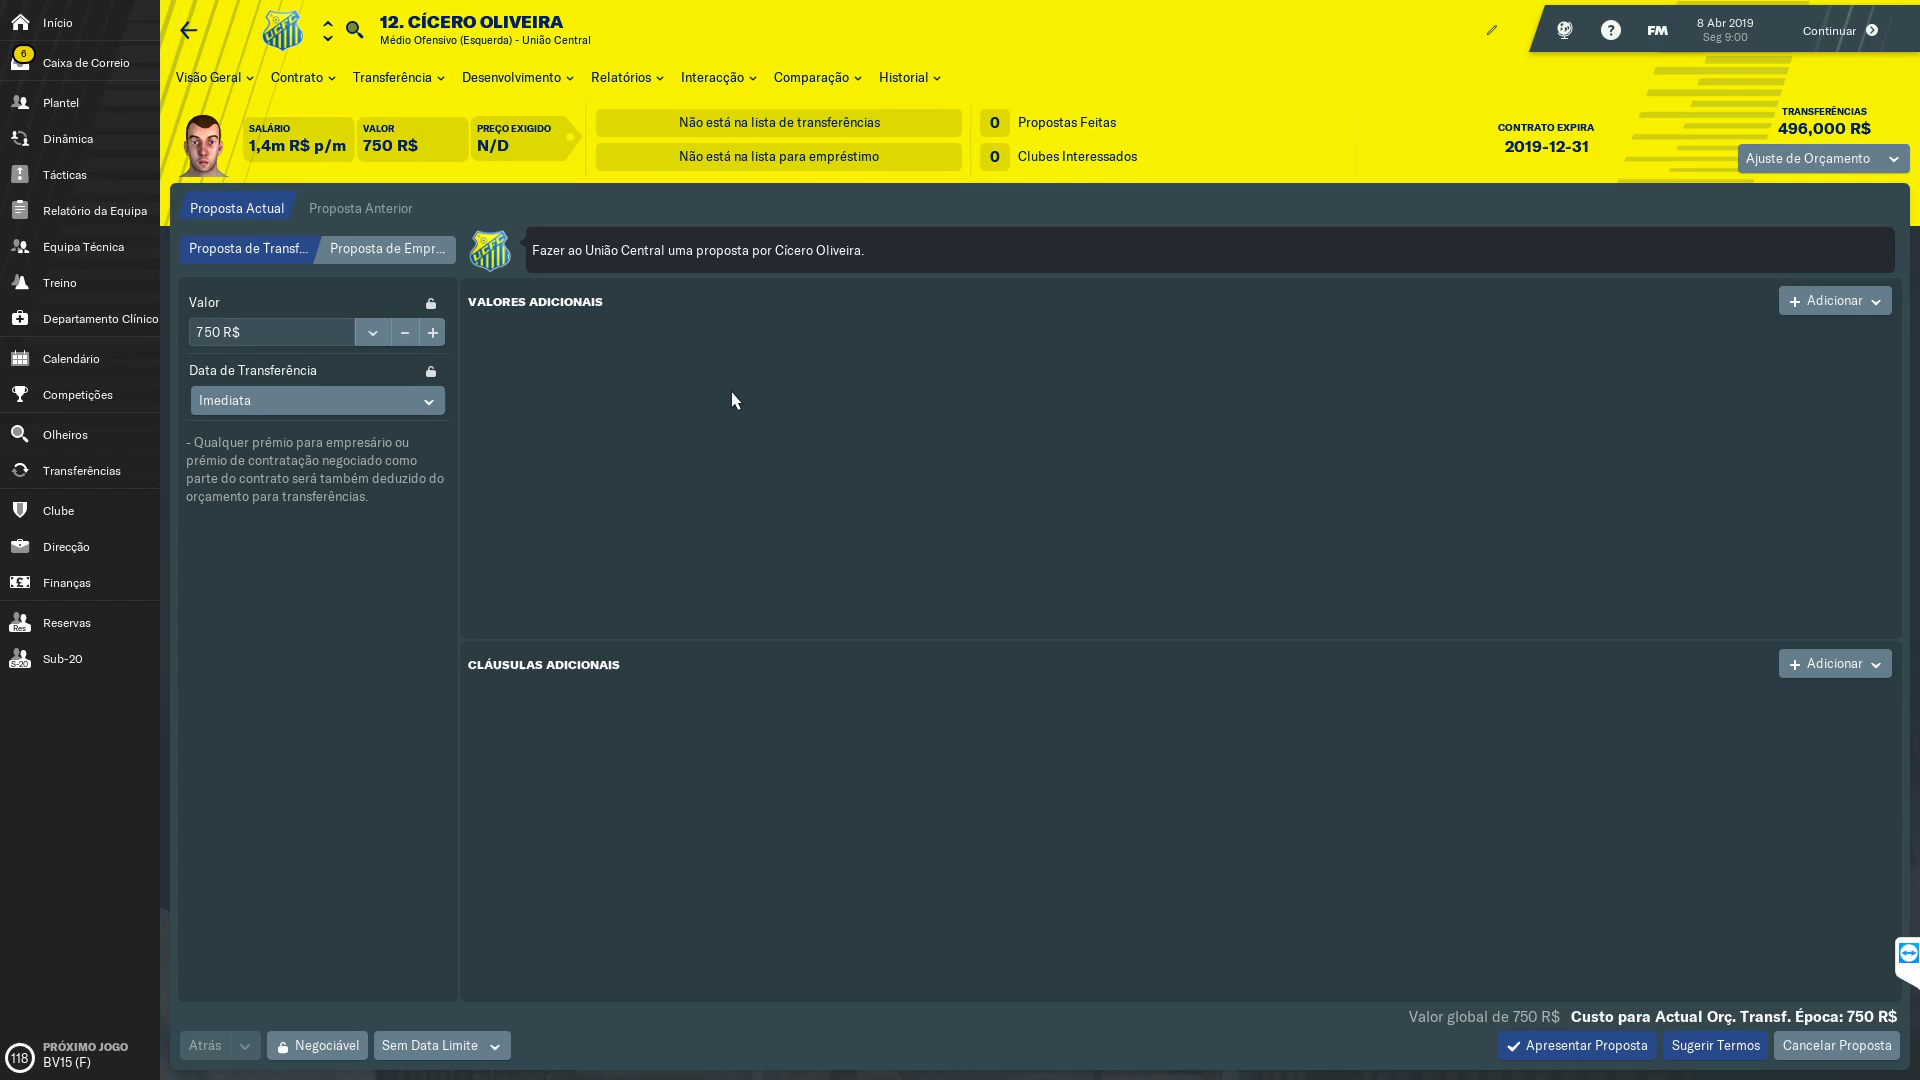 Início
6
Caixa de Correio
Plantel
Dinâmica
Tácticas
Relatório da Equipa
Equipa Técnica
Treino
Departamento Clínico
Calendário
Competições
Olheiros
Transferências
Clube
Direcção
Finanças
Res
Reservas
S-20
Sub-20
118
PRÓXIMO JOGO
BV15 (F)
12. CÍCERO OLIVEIRA
Médio Ofensivo (Esquerda) - União Central
FM
8 Abr 2019
Seg 9:00
Continuar
Visão Geral
Contrato
Transferência
Desenvolvimento
Relatórios
Interacção
Comparação
Historial
SALÁRIO
1,4m R$ p/m
VALOR
750 R$
PREÇO EXIGIDO
N/D
Não está na lista de transferências
Não está na lista para empréstimo
0 Propostas Feitas
0 Clubes Interessados
CONTRATO EXPIRA
2019-12-31
TRANSFERÊNCIAS
496,000 R$
Ajuste de Orçamento
Proposta Actual
Proposta Anterior
Proposta de Transf...
Proposta de Empr...
Fazer ao União Central uma proposta por Cícero Oliveira.
Valor
750 R$
Data de Transferência
Imediata
- Qualquer prémio para empresário ou
prémio de contratação negociado como
parte do contrato será também deduzido do
orçamento para transferências.
VALORES ADICIONAIS
Adicionar
CLÁUSULAS ADICIONAIS
Adicionar
Valor global de 750 R$ Custo para Actual Orç. Transf. Época: 750 R$
Atrás
Negociável
Sem Data Limite
Apresentar Proposta
Sugerir Termos
Cancelar Proposta